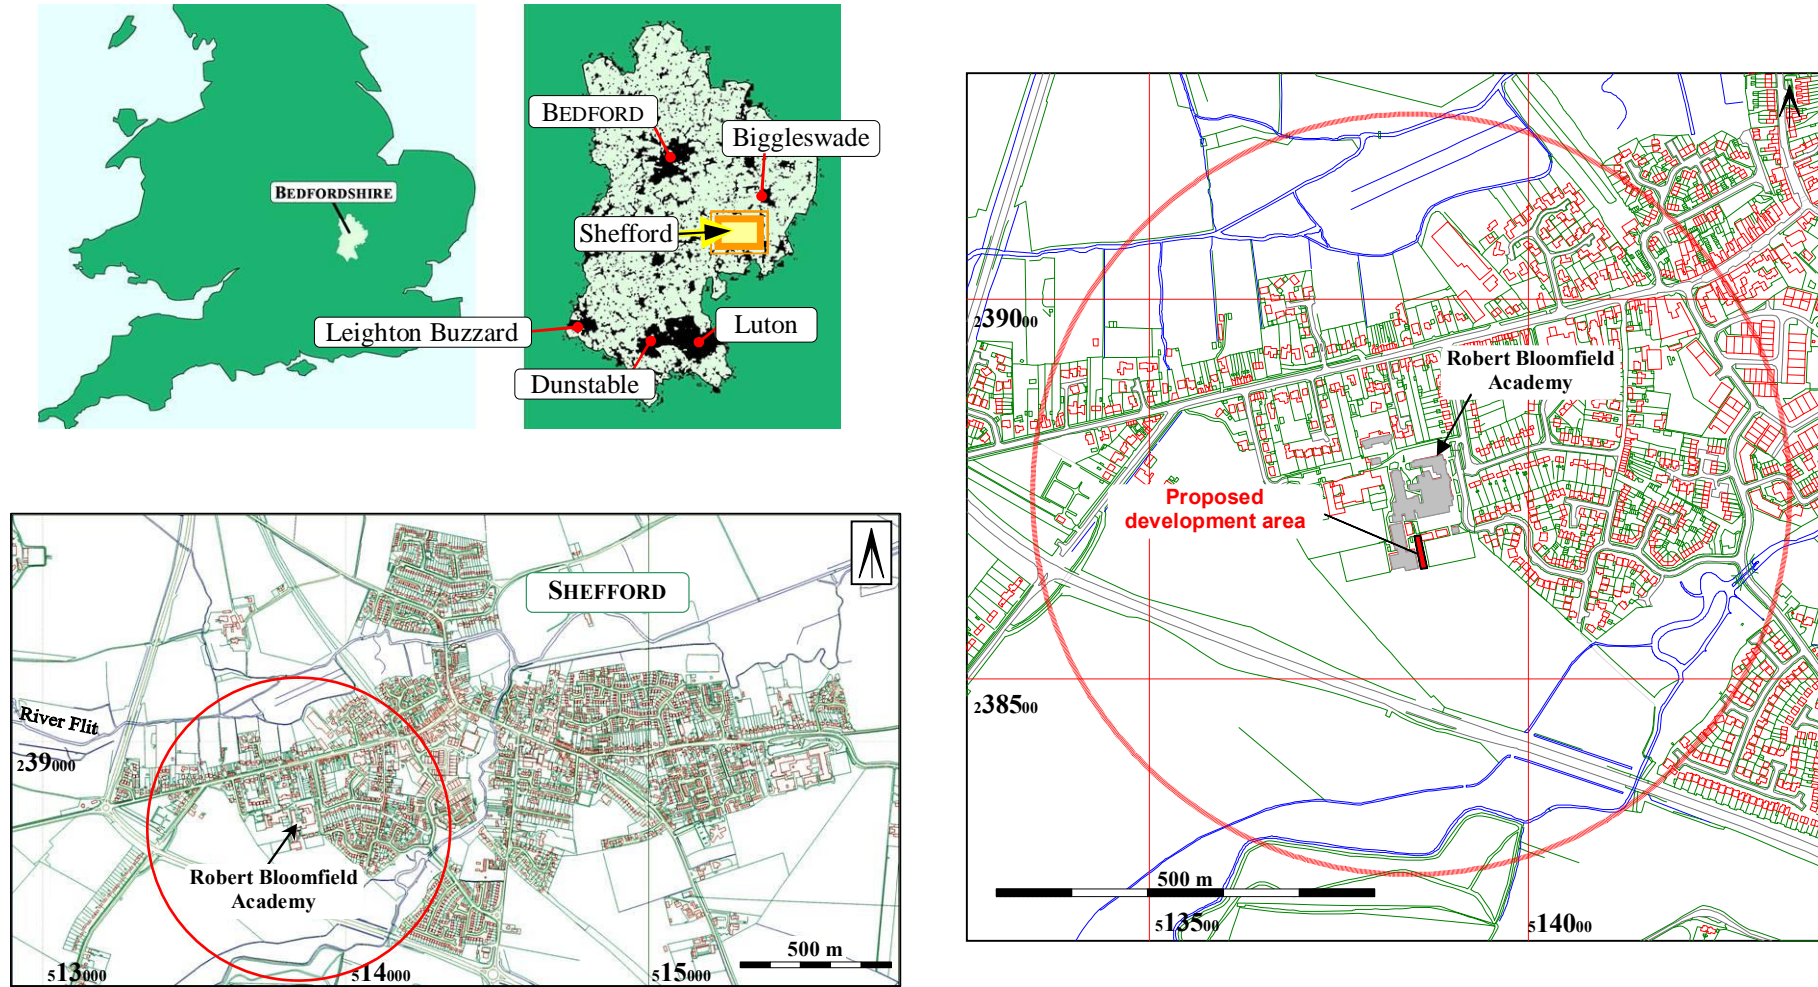 BEDFORDSHIRE
BEDFORD
Biggleswade
Shefford
Leighton Buzzard
Luton
Dunstable
SHEFFORD
River Flit
239000
Robert Bloomfield
Academy
500 m
513000
514000
515000
239000
Robert Bloomfield
Academy
Proposed
development area
238500
500 m
513500
514000